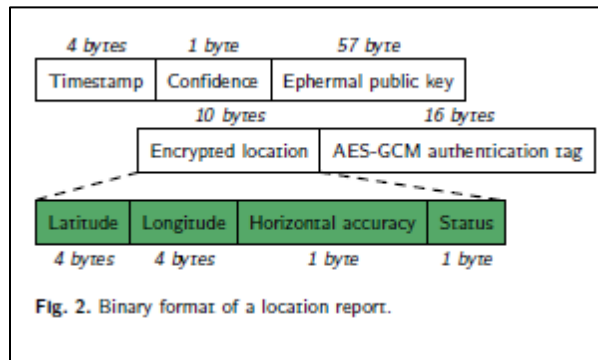 4 bytes 1 byte 57 byte
Timestamp Confidence Ephermal public key
10 bytes 16 bytes
Encrypted location AES-GCM authentication tag
Latitude Longitude Horizontal accuracy Status
4 bytes 4 bytes 1 byte 1 byte
Fig. 2. Binary format of a location report.